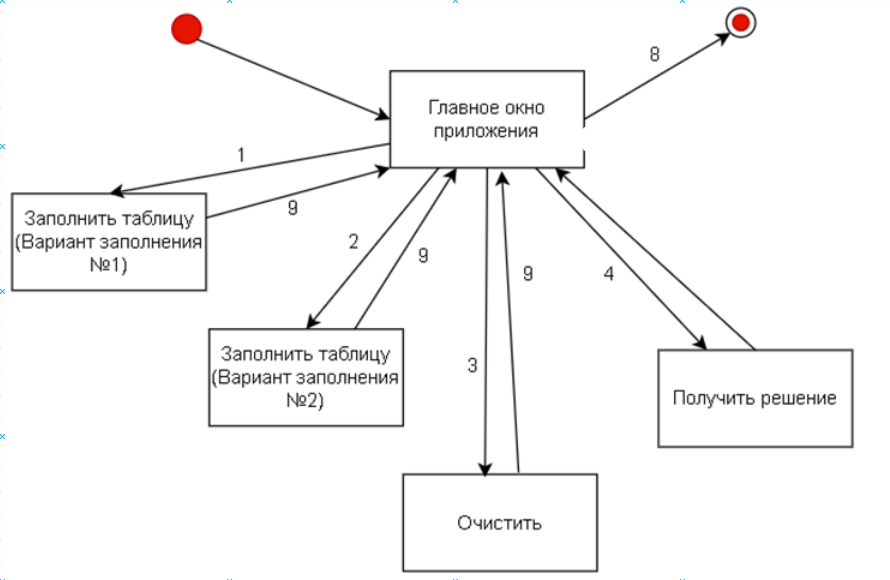 8
Главное окно
приложения
1
9
Заполнить таблицу
(Вариант заполнения
№1)
2
9
9
4
3
Заполнить таблицу
(Вариант заполнения
№2)
Получить решение
Очистить